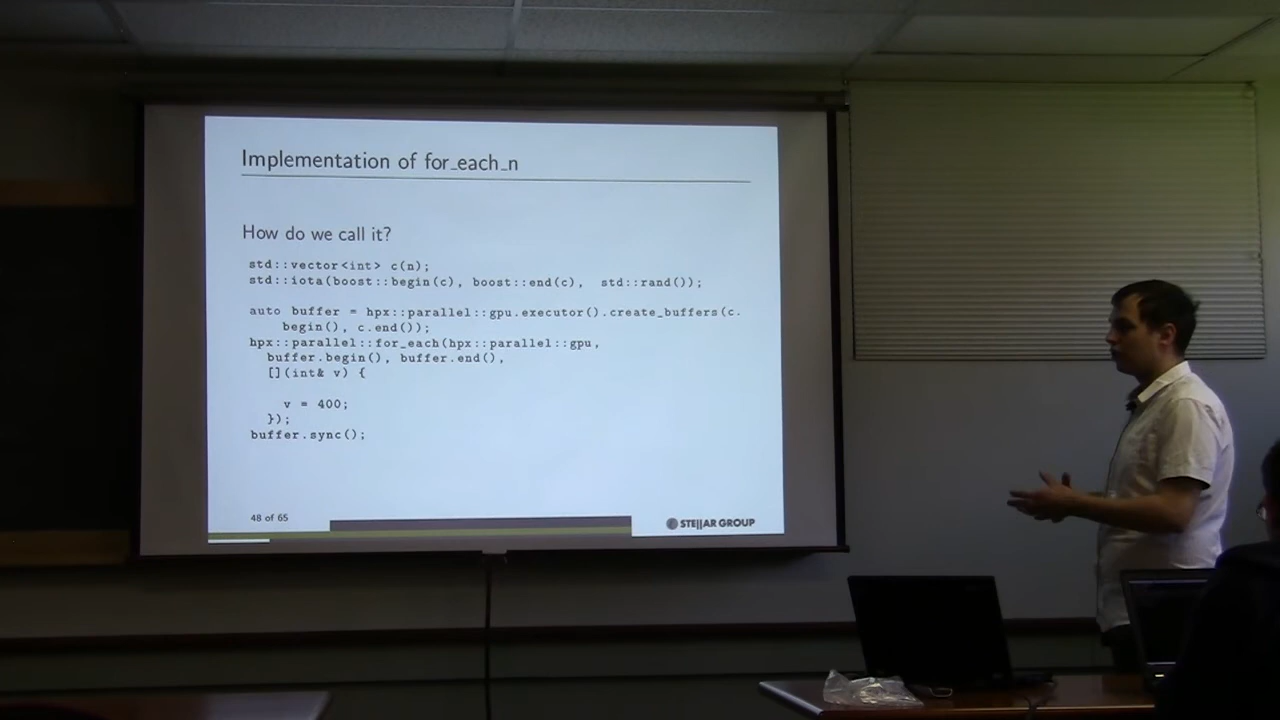 Implementation of for_each_n
How do we call it?
std::vector<int> c(n);
std::iota(boost::begin(c), boost::end(c), std::rand());
auto buffer = hpx::parallel::gpu.executor().create_buffers(c.
begin(), c.end());
hpx::parallel::for_each(hpx::parallel::gpu,
buffer.begin(), buffer.end(),
[](int& v) {
v = 400;
});
buffer.sync();
48 of 65
STE||AR GROUP